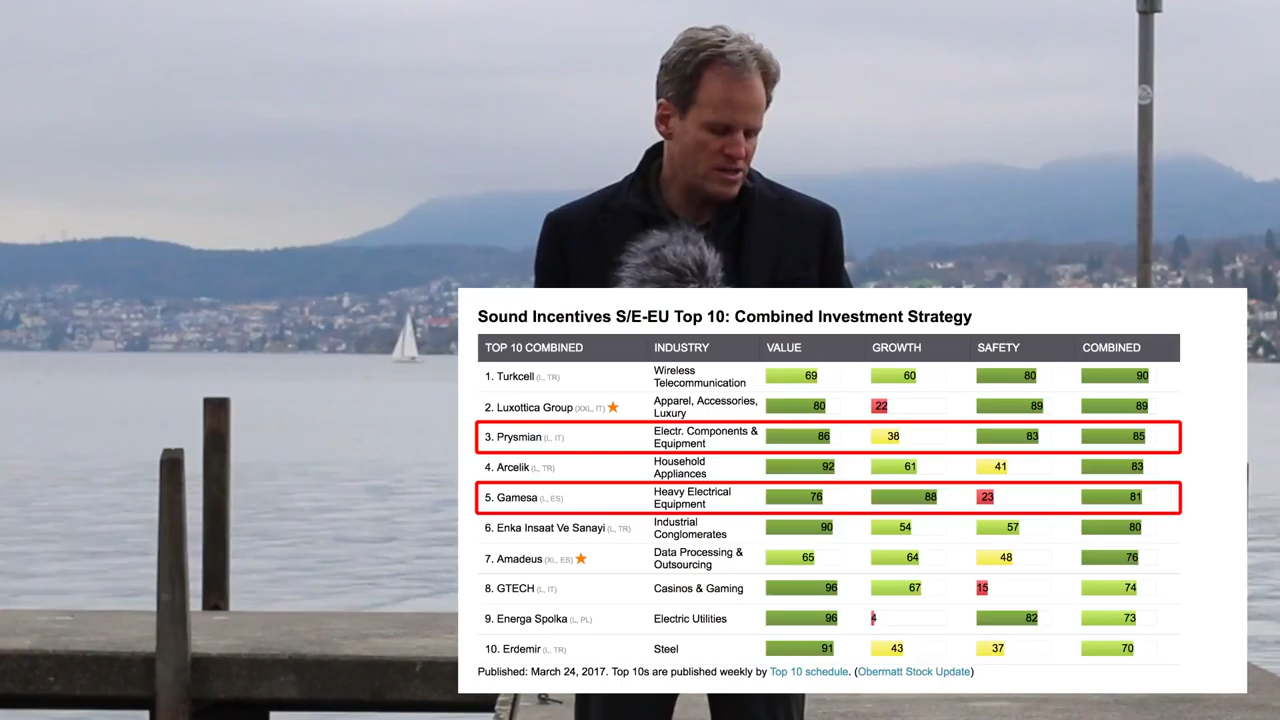 Sound Incentives S/E-EU Top 10: Combined Investment Strategy
TOP 10 COMBINED INDUSTRY VALUE GROWTH SAFETY COMBINED
1. Turkcell (L, TR) Wireless Telecommunication 69 60 80 90
2. Luxottica Group (XXL, IT) Apparel, Accessories, Luxury 80 22 89 89
3. Prysmian (L, IT) Electr. Components & Equipment 86 38 83 85
4. Arcelik (L, TR) Household Appliances 92 61 41 83
5. Gamesa (L, ES) Heavy Electrical Equipment 76 88 23 81
6. Enka Insaat Ve Sanayi (L, TR) Industrial Conglomerates 90 54 57 80
7. Amadeus (XL, ES) Data Processing & Outsourcing 65 64 48 76
8. GTECH (L, IT) Casinos & Gaming 96 67 15 74
9. Energa Spolka (L, PL) Electric Utilities 96 4 82 73
10. Erdemir (L, TR) Steel 91 43 37 70
Published: March 24, 2017. Top 10s are published weekly by Top 10 schedule. (Obermatt Stock Update)